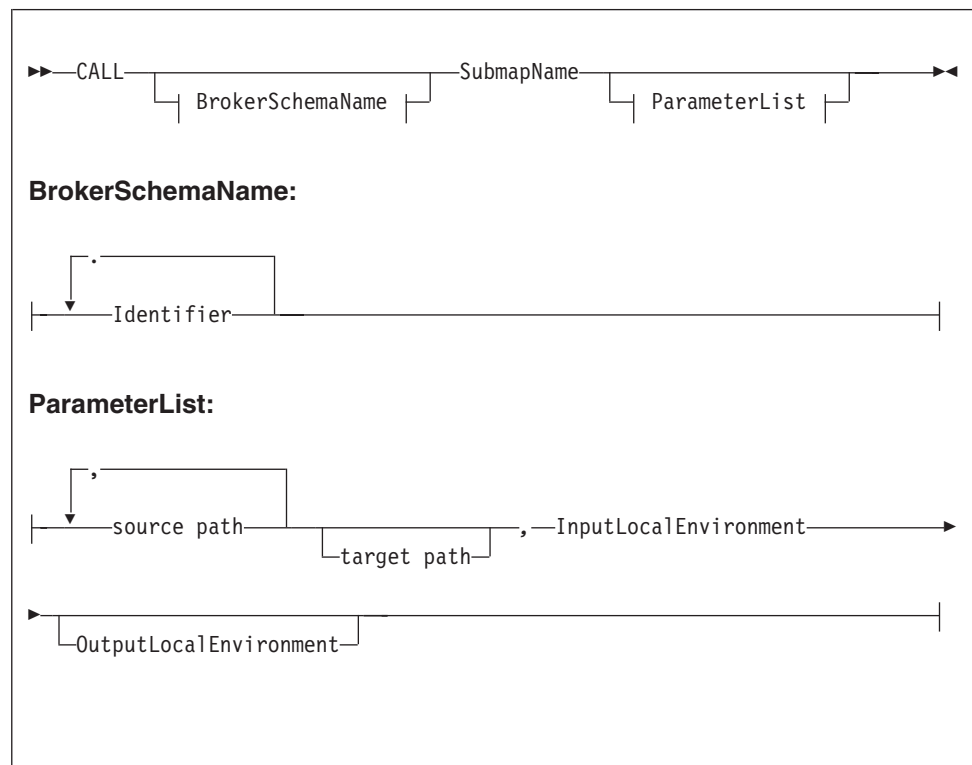 CALL SubmapName
BrokerSchemaName ParameterList
BrokerSchemaName:
.
Identifier
ParameterList:
,
source path , InputLocalEnvironment
target path
OutputLocalEnvironment